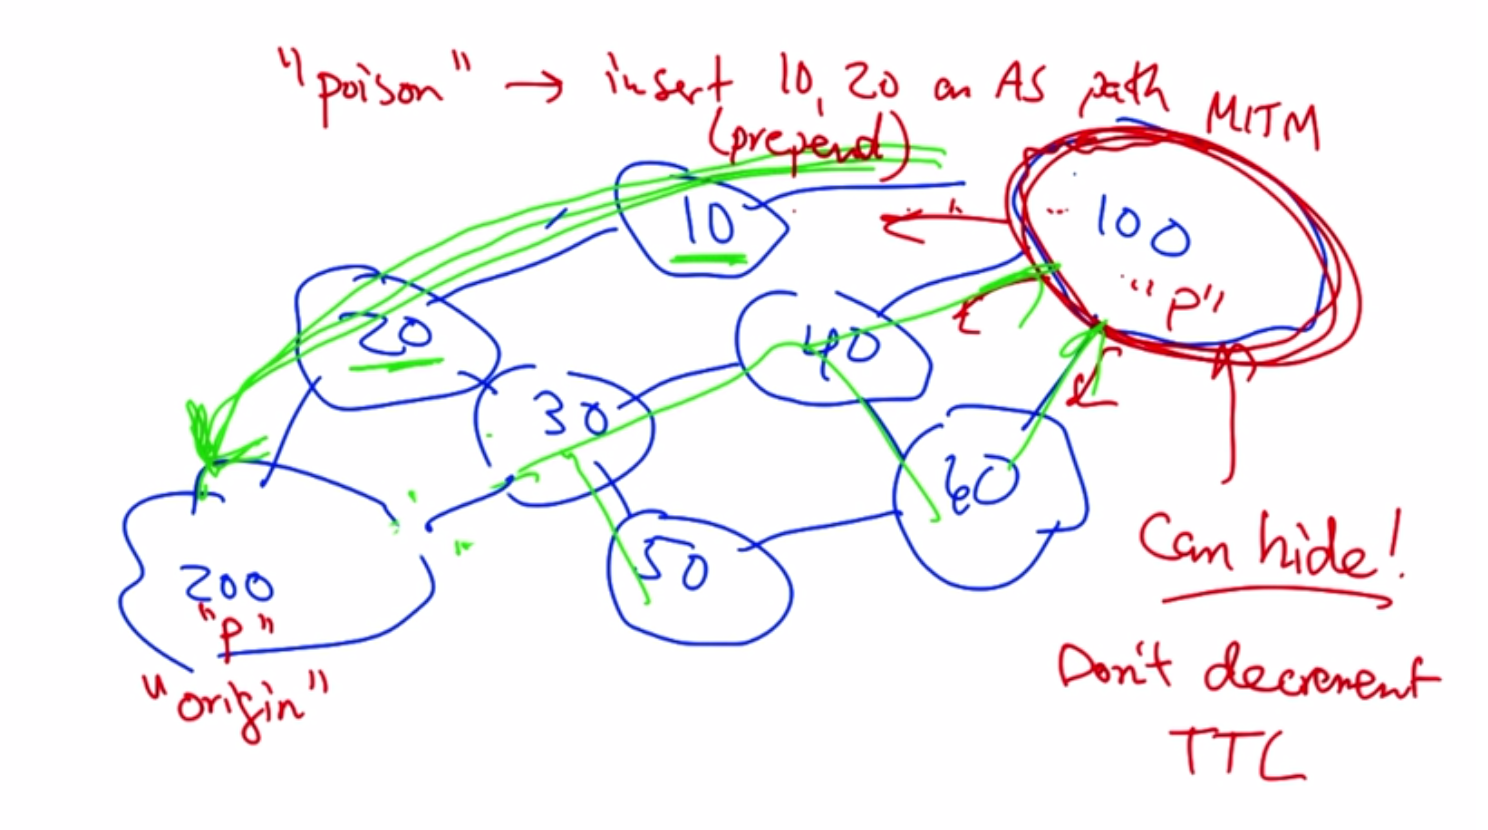 "poison" → insert 10, 20 on AS path
(prepend)
MITM
10
100
"P"
20
40
30
60
50
200
"P"
"origin"
Can hide!
Don't decrement
TTL